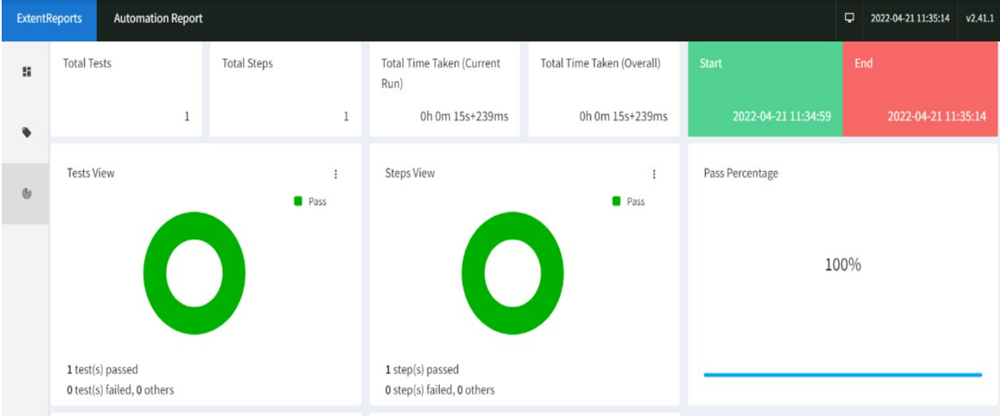 ExtentReports Automation Report 2022-04-21 11:35:14 v2.41.1
Total Tests
1
Total Steps
1
Total Time Taken (Current
Run)
0h 0m 15s+239ms
Total Time Taken (Overall)
0h 0m 15s+239ms
Start
2022-04-21 11:34:59
End
2022-04-21 11:35:14
Tests View
Pass
1 test(s) passed
0 test(s) failed, 0 others
Steps View
Pass
1 step(s) passed
0 step(s) failed, 0 others
Pass Percentage
100%